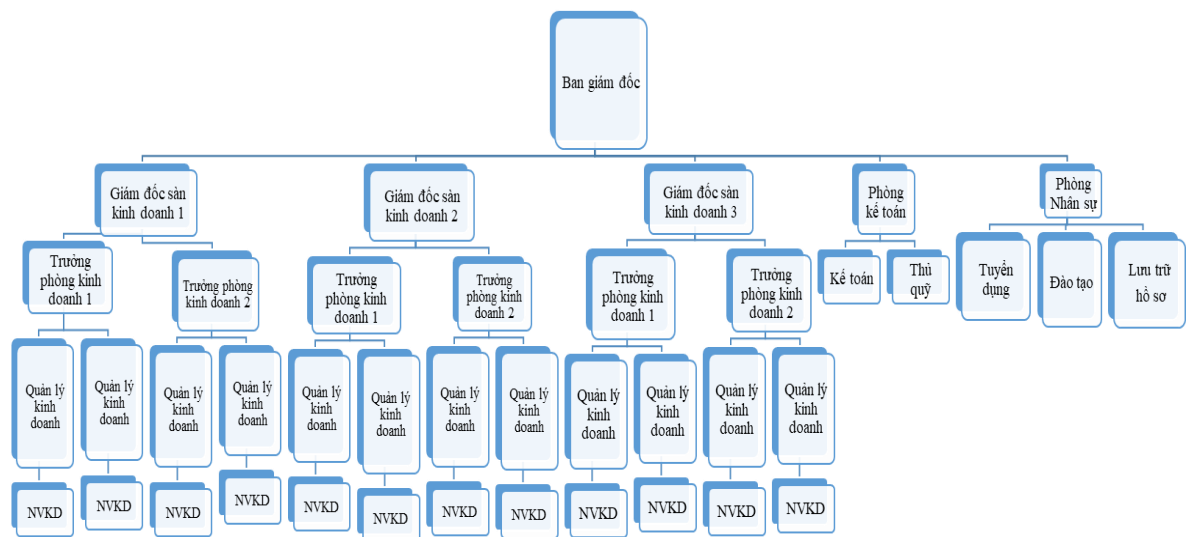 Ban giám đốc
Giám đốc sàn
kinh doanh 1
Giám đốc sàn
kinh doanh 2
Giám đốc sàn
kinh doanh 3
Phòng
kế toán
Phòng
Nhân sự
Trưởng
phòng kinh
doanh 1
Trưởng phòng
kinh doanh 2
Trưởng
phòng kinh
doanh 1
Trưởng
phòng kinh
doanh 2
Trưởng
phòng kinh
doanh 1
Trưởng
phòng kinh
doanh 2
Kế toán
Thủ
quỹ
Tuyển
dụng
Đào tạo
Lưu trữ
hồ sơ
Quản lý
kinh
doanh
Quản lý
kinh
doanh
Quản lý
kinh
doanh
Quản lý
kinh
doanh
Quản lý
kinh
doanh
Quản lý
kinh
doanh
Quản lý
kinh
doanh
Quản lý
kinh
doanh
Quản lý
kinh
doanh
Quản lý
kinh
doanh
Quản lý
kinh
doanh
Quản lý
kinh
doanh
NVKD
NVKD
NVKD
NVKD
NVKD
NVKD
NVKD
NVKD
NVKD
NVKD
NVKD
NVKD